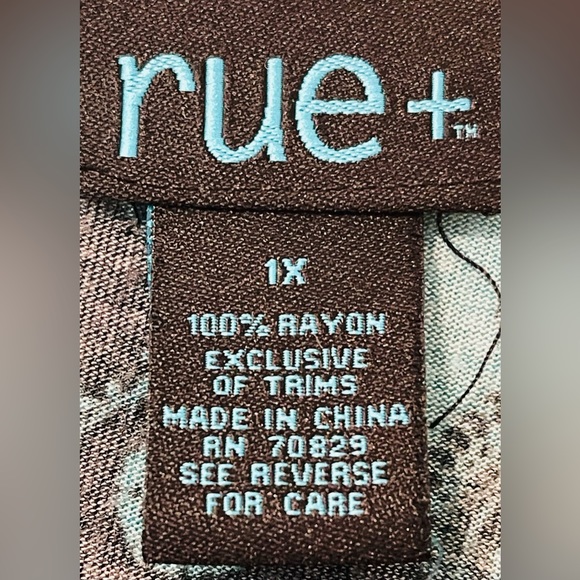 rue+™
1X
100% RAYON
EXCLUSIVE
OF TRIMS
MADE IN CHINA
RN 70829
SEE REVERSE
FOR CARE